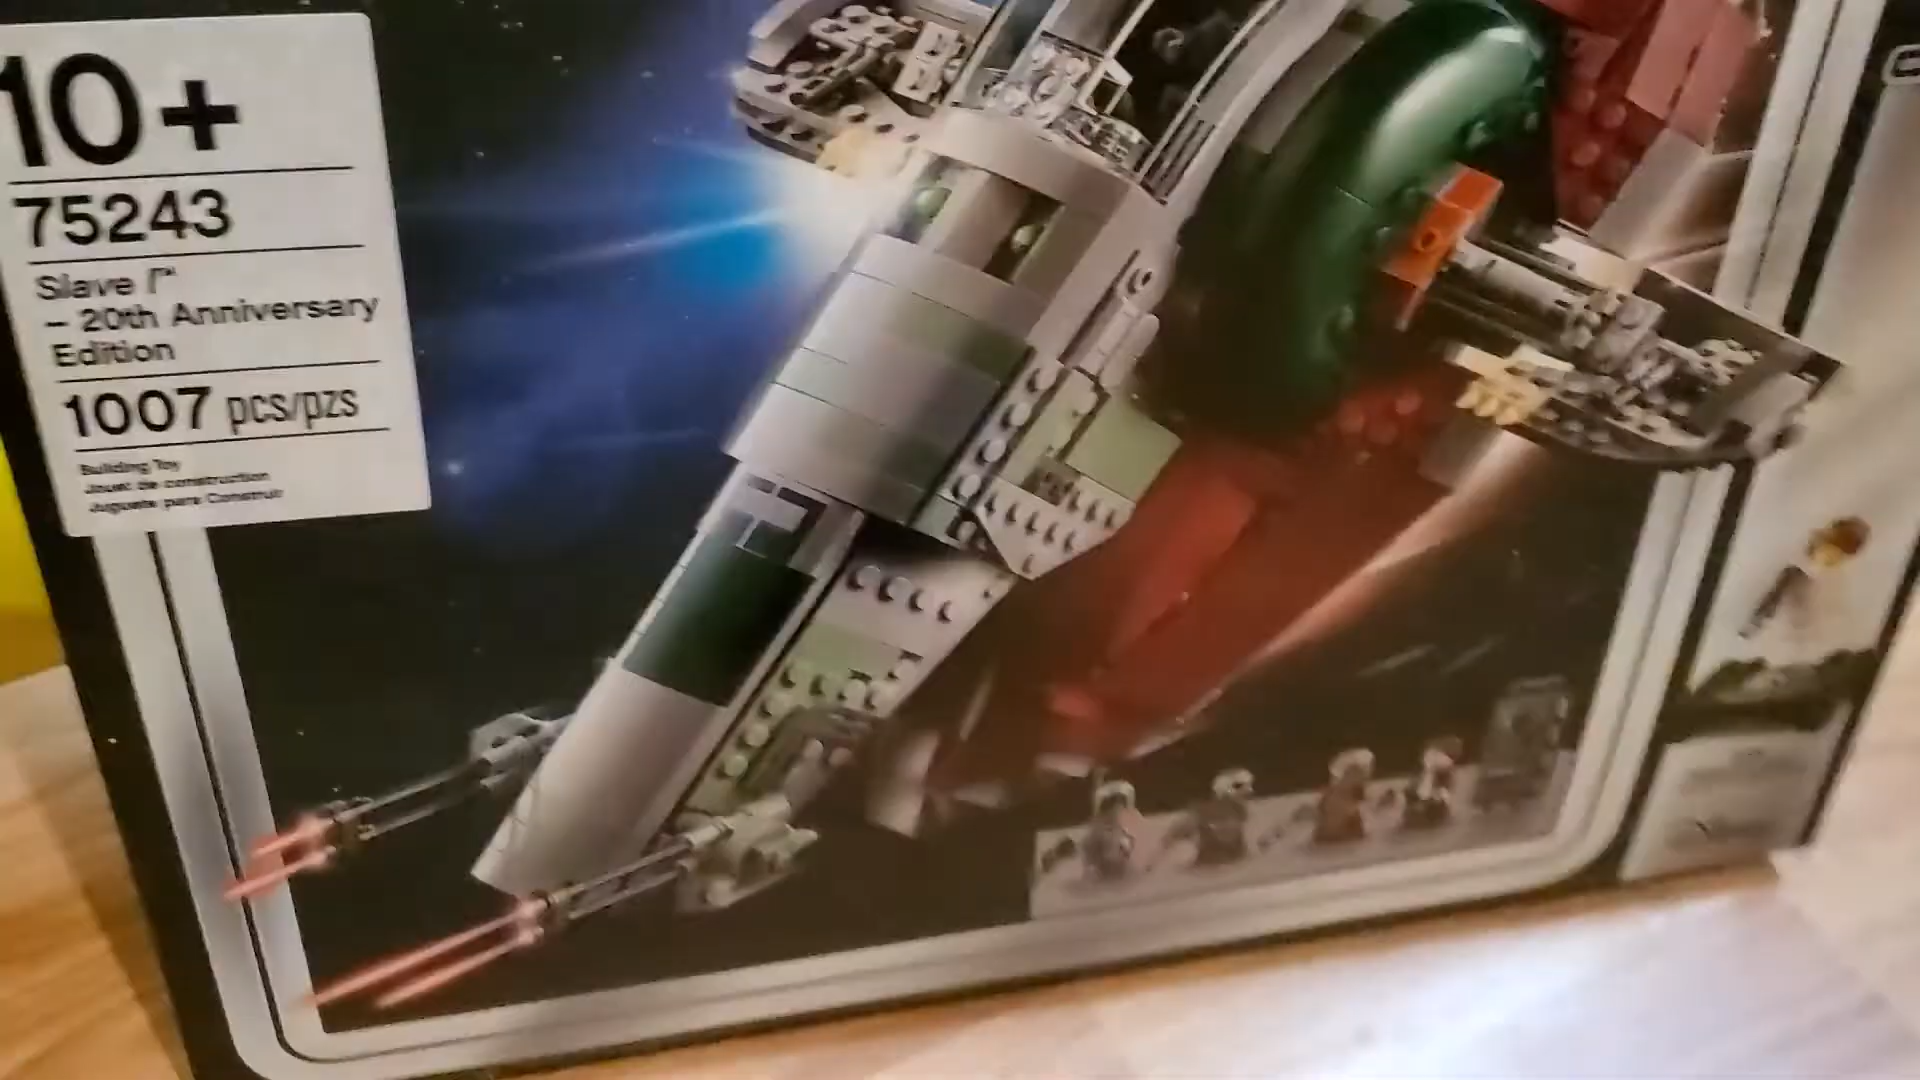 10+
75243
Slave I™
– 20th Anniversary
Edition
1007 pcs/pzs
Building Toy
Jouet de construction
Juguete para Construir